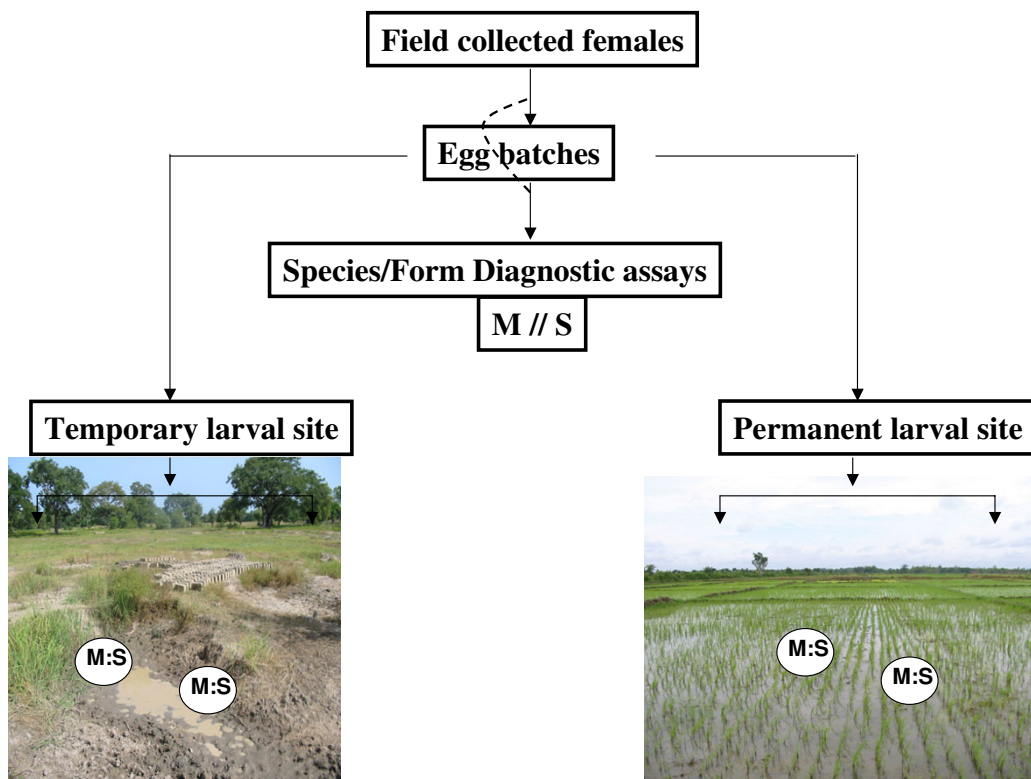 Field collected females
Egg batches
Species/Form Diagnostic assays
M // S
Temporary larval site
Permanent larval site
M:S
M:S
M:S
M:S